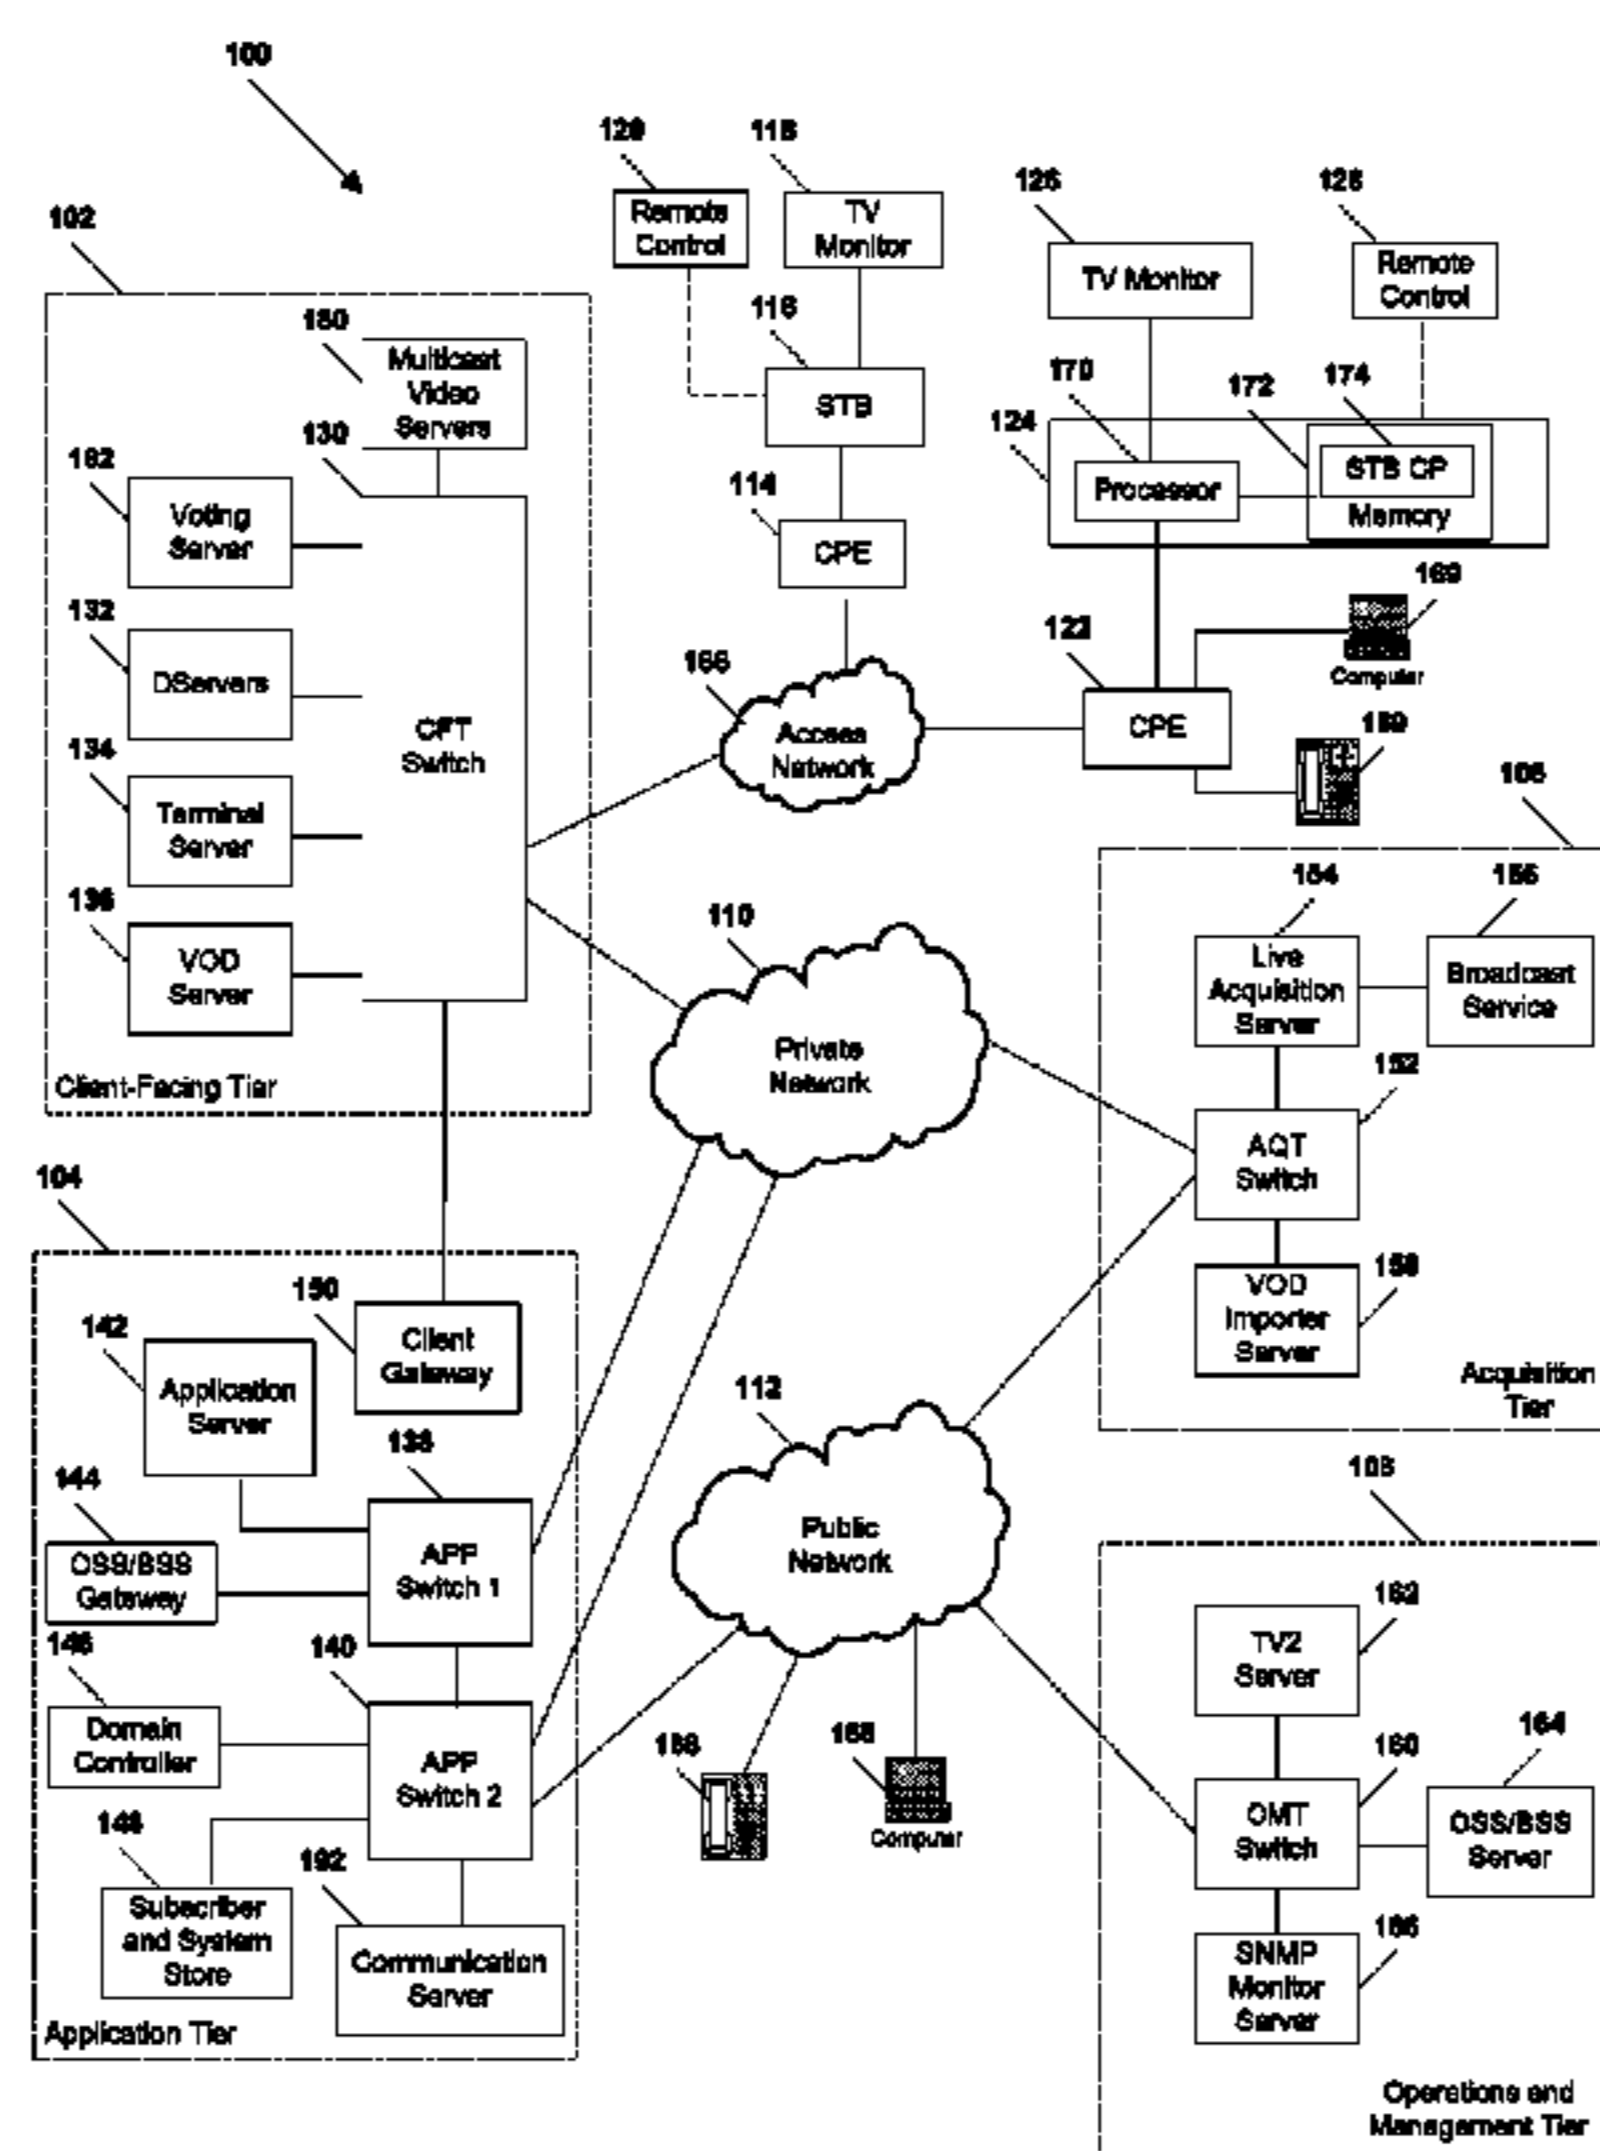 100
102
120
118
Remote
Control
TV
Monitor
126
128
TV Monitor
Remote
Control
116
STB
170
172
174
124
Processor
STB CP
Memory
114
CPE
180
Multicast
Video
Servers
130
182
Voting
Server
132
DServers
134
Terminal
Server
136
VOD
Server
CFT
Switch
Client-Facing Tier
166
Access
Network
122
CPE
Computer
110
Private
Network
154
156
Live
Acquisition
Server
Broadcast
Service
152
AQT
Switch
158
VOD
Importer
Server
Acquisition
Tier
104
150
Client
Gateway
142
Application
Server
138
144
OSS/BSS
Gateway
APP
Switch 1
146
140
Domain
Controller
APP
Switch 2
148
192
Subscriber
and System
Store
Communication
Server
Application Tier
112
Public
Network
188
168
Computer
108
162
TV2
Server
160
164
OMT
Switch
OSS/BSS
Server
SNMP
Monitor
Server
Operations and
Management Tier